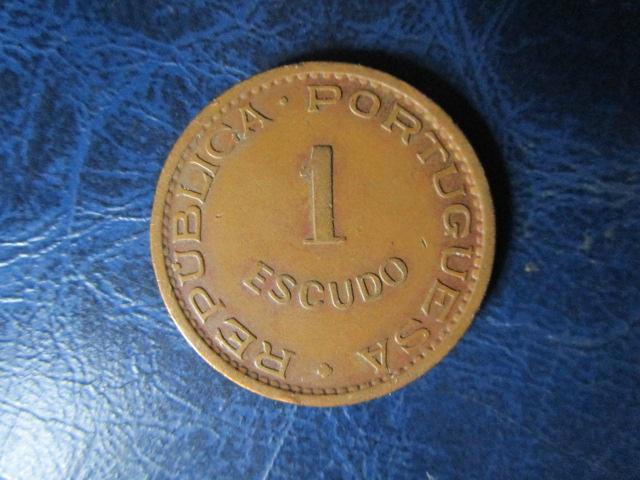 REPUBLICA · PORTUGUESA ·
1
ESCUDO